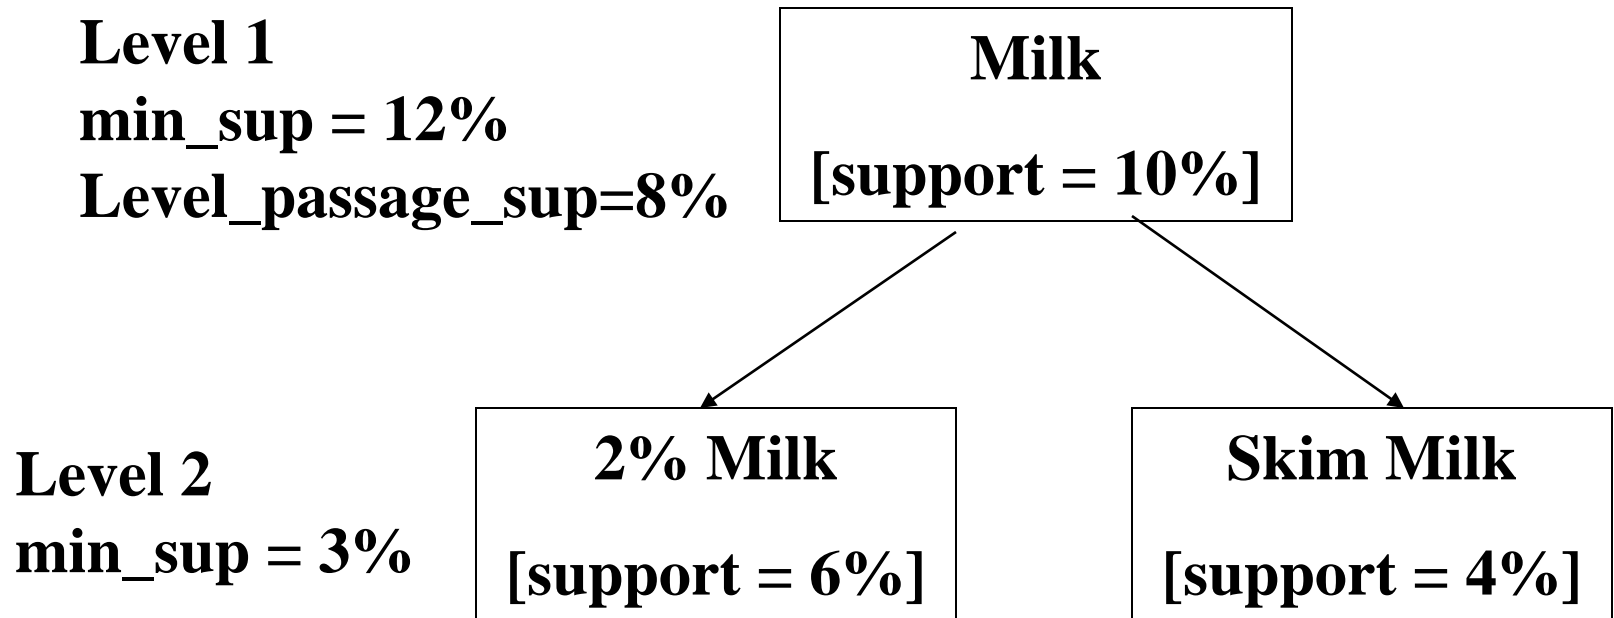 Level 1
min_sup = 12%
Level_passage_sup=8%
Milk
[support = 10%]
Level 2
min_sup = 3%
2% Milk
[support = 6%]
Skim Milk
[support = 4%]